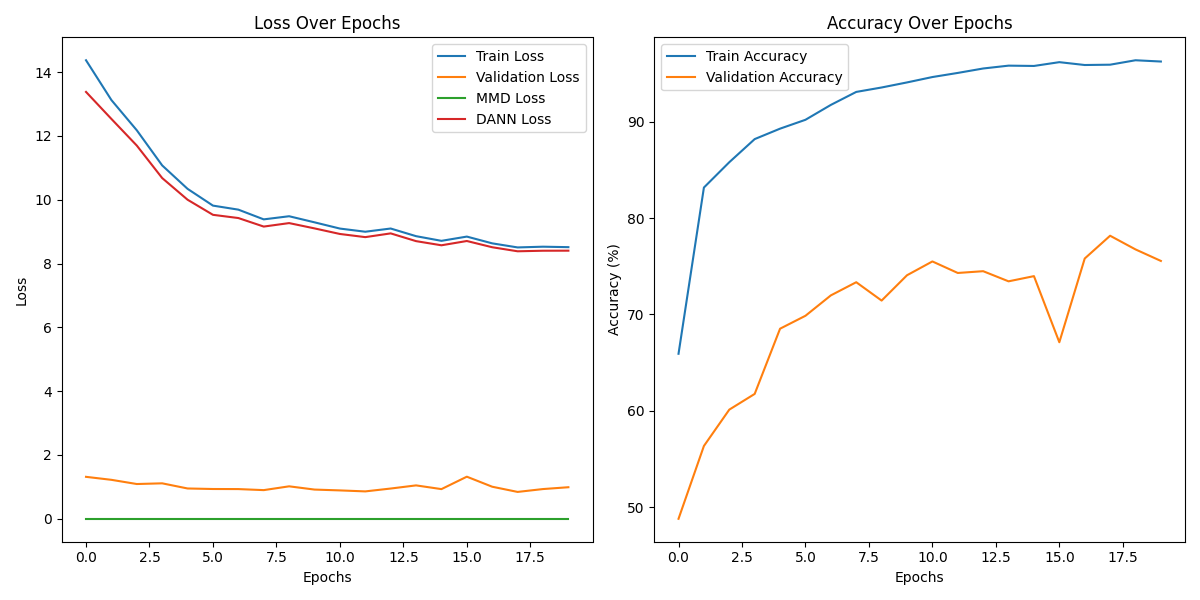 Loss Over Epochs
Train Loss
Validation Loss
MMD Loss
DANN Loss
14
12
10
8
6
4
2
0
Loss
0.0 2.5 5.0 7.5 10.0 12.5 15.0 17.5
Epochs
Accuracy Over Epochs
Train Accuracy
Validation Accuracy
90
80
70
60
50
Accuracy (%)
0.0 2.5 5.0 7.5 10.0 12.5 15.0 17.5
Epochs